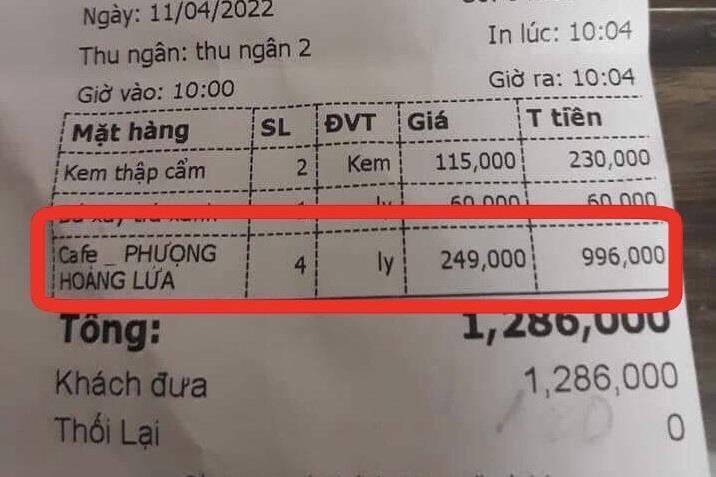 Ngày: 11/04/2022
In lúc: 10:04
Thu ngân: thu ngân 2
Giờ ra: 10:04
Giờ vào: 10:00
Mặt hàng SL ĐVT Giá T tiền
Kem thập cẩm 2 Kem 115,000 230,000
60,000 60,000
Cafe _ PHƯỢNG HOÀNG LỬA 4 ly 249,000 996,000
Tổng: 1,286,000
Khách đưa 1,286,000
Thối Lại 0